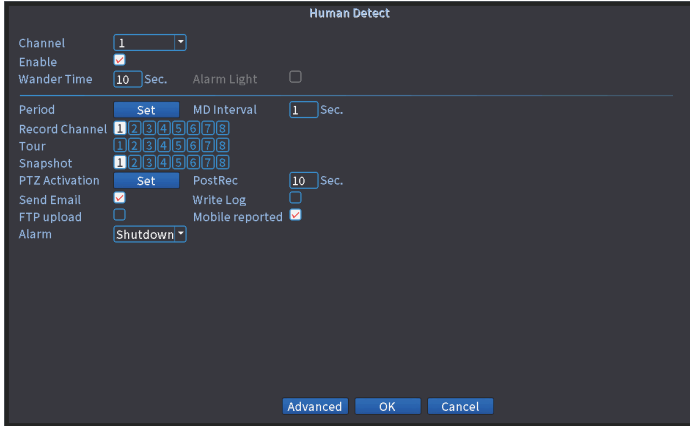 Human Detect
Channel 1
Enable
Wander Time 10 Sec. Alarm Light
Period Set MD Interval 1 Sec.
Record Channel 1 2 3 4 5 6 7 8
Tour 1 2 3 4 5 6 7 8
Snapshot 1 2 3 4 5 6 7 8
PTZ Activation Set PostRec 10 Sec.
Send Email Write Log
FTP upload Mobile reported
Alarm Shutdown
Advanced OK Cancel